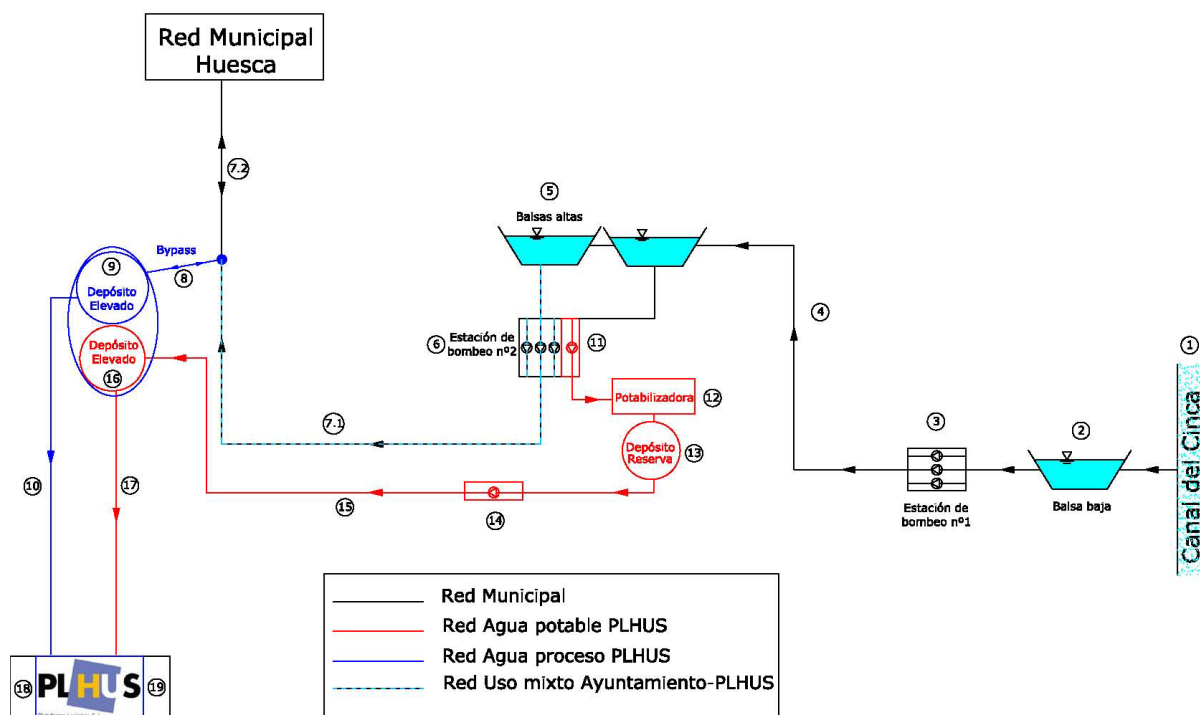 Red Municipal
Huesca
7.2
5
Balsas altas
Bypass
8
9
Depósito
Elevado
4
1
Canal del Cinca
6
Estación de
bombeo nº2
11
Depósito
Elevado
16
Potabilizadora
12
7.1
3
2
Depósito
Reserva
13
10
17
15
14
Estación de
bombeo nº1
Balsa baja
Red Municipal
Red Agua potable PLHUS
Red Agua proceso PLHUS
Red Uso mixto Ayuntamiento-PLHUS
18
PLHUS
19